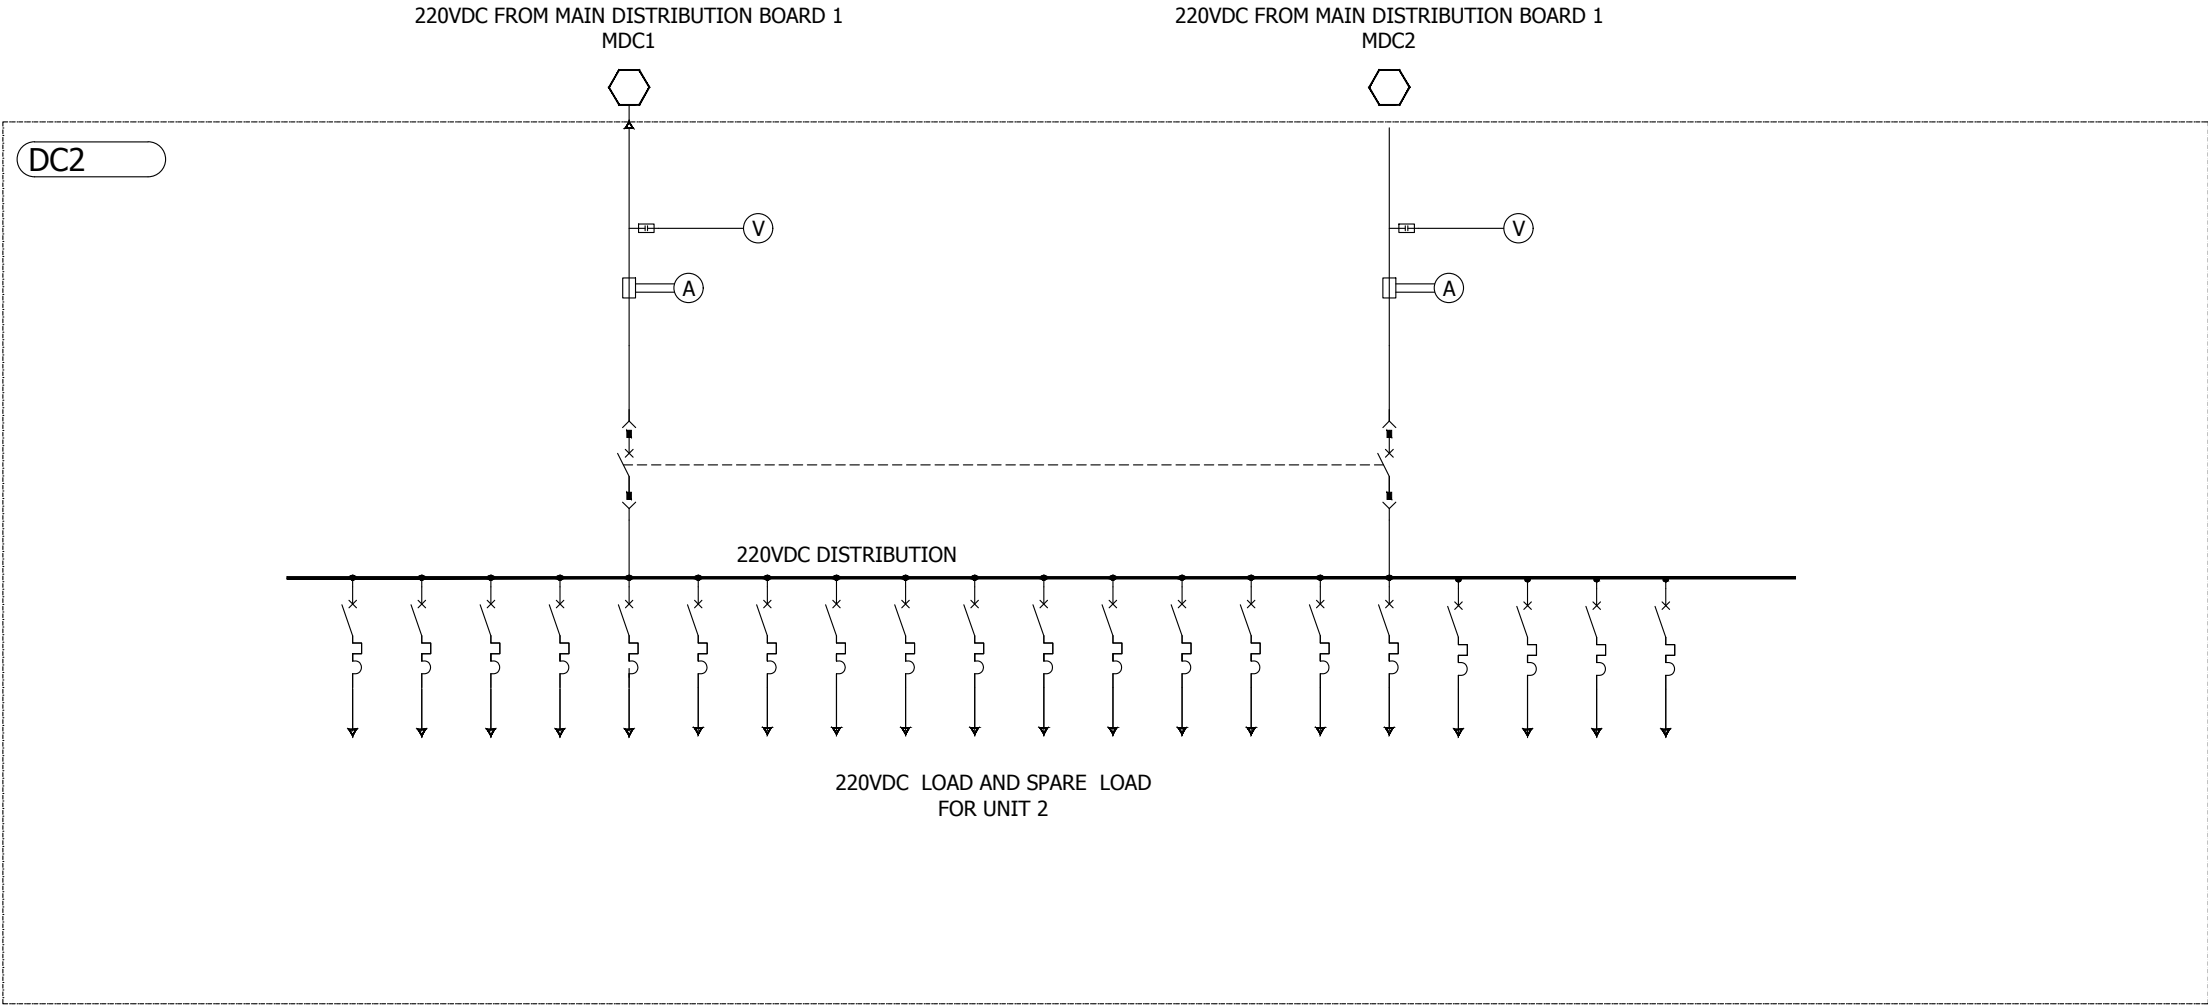 220VDC FROM MAIN DISTRIBUTION BOARD 1
MDC1
220VDC FROM MAIN DISTRIBUTION BOARD 1
MDC2
DC2
V
V
A
A
220VDC DISTRIBUTION
220VDC LOAD AND SPARE LOAD
FOR UNIT 2